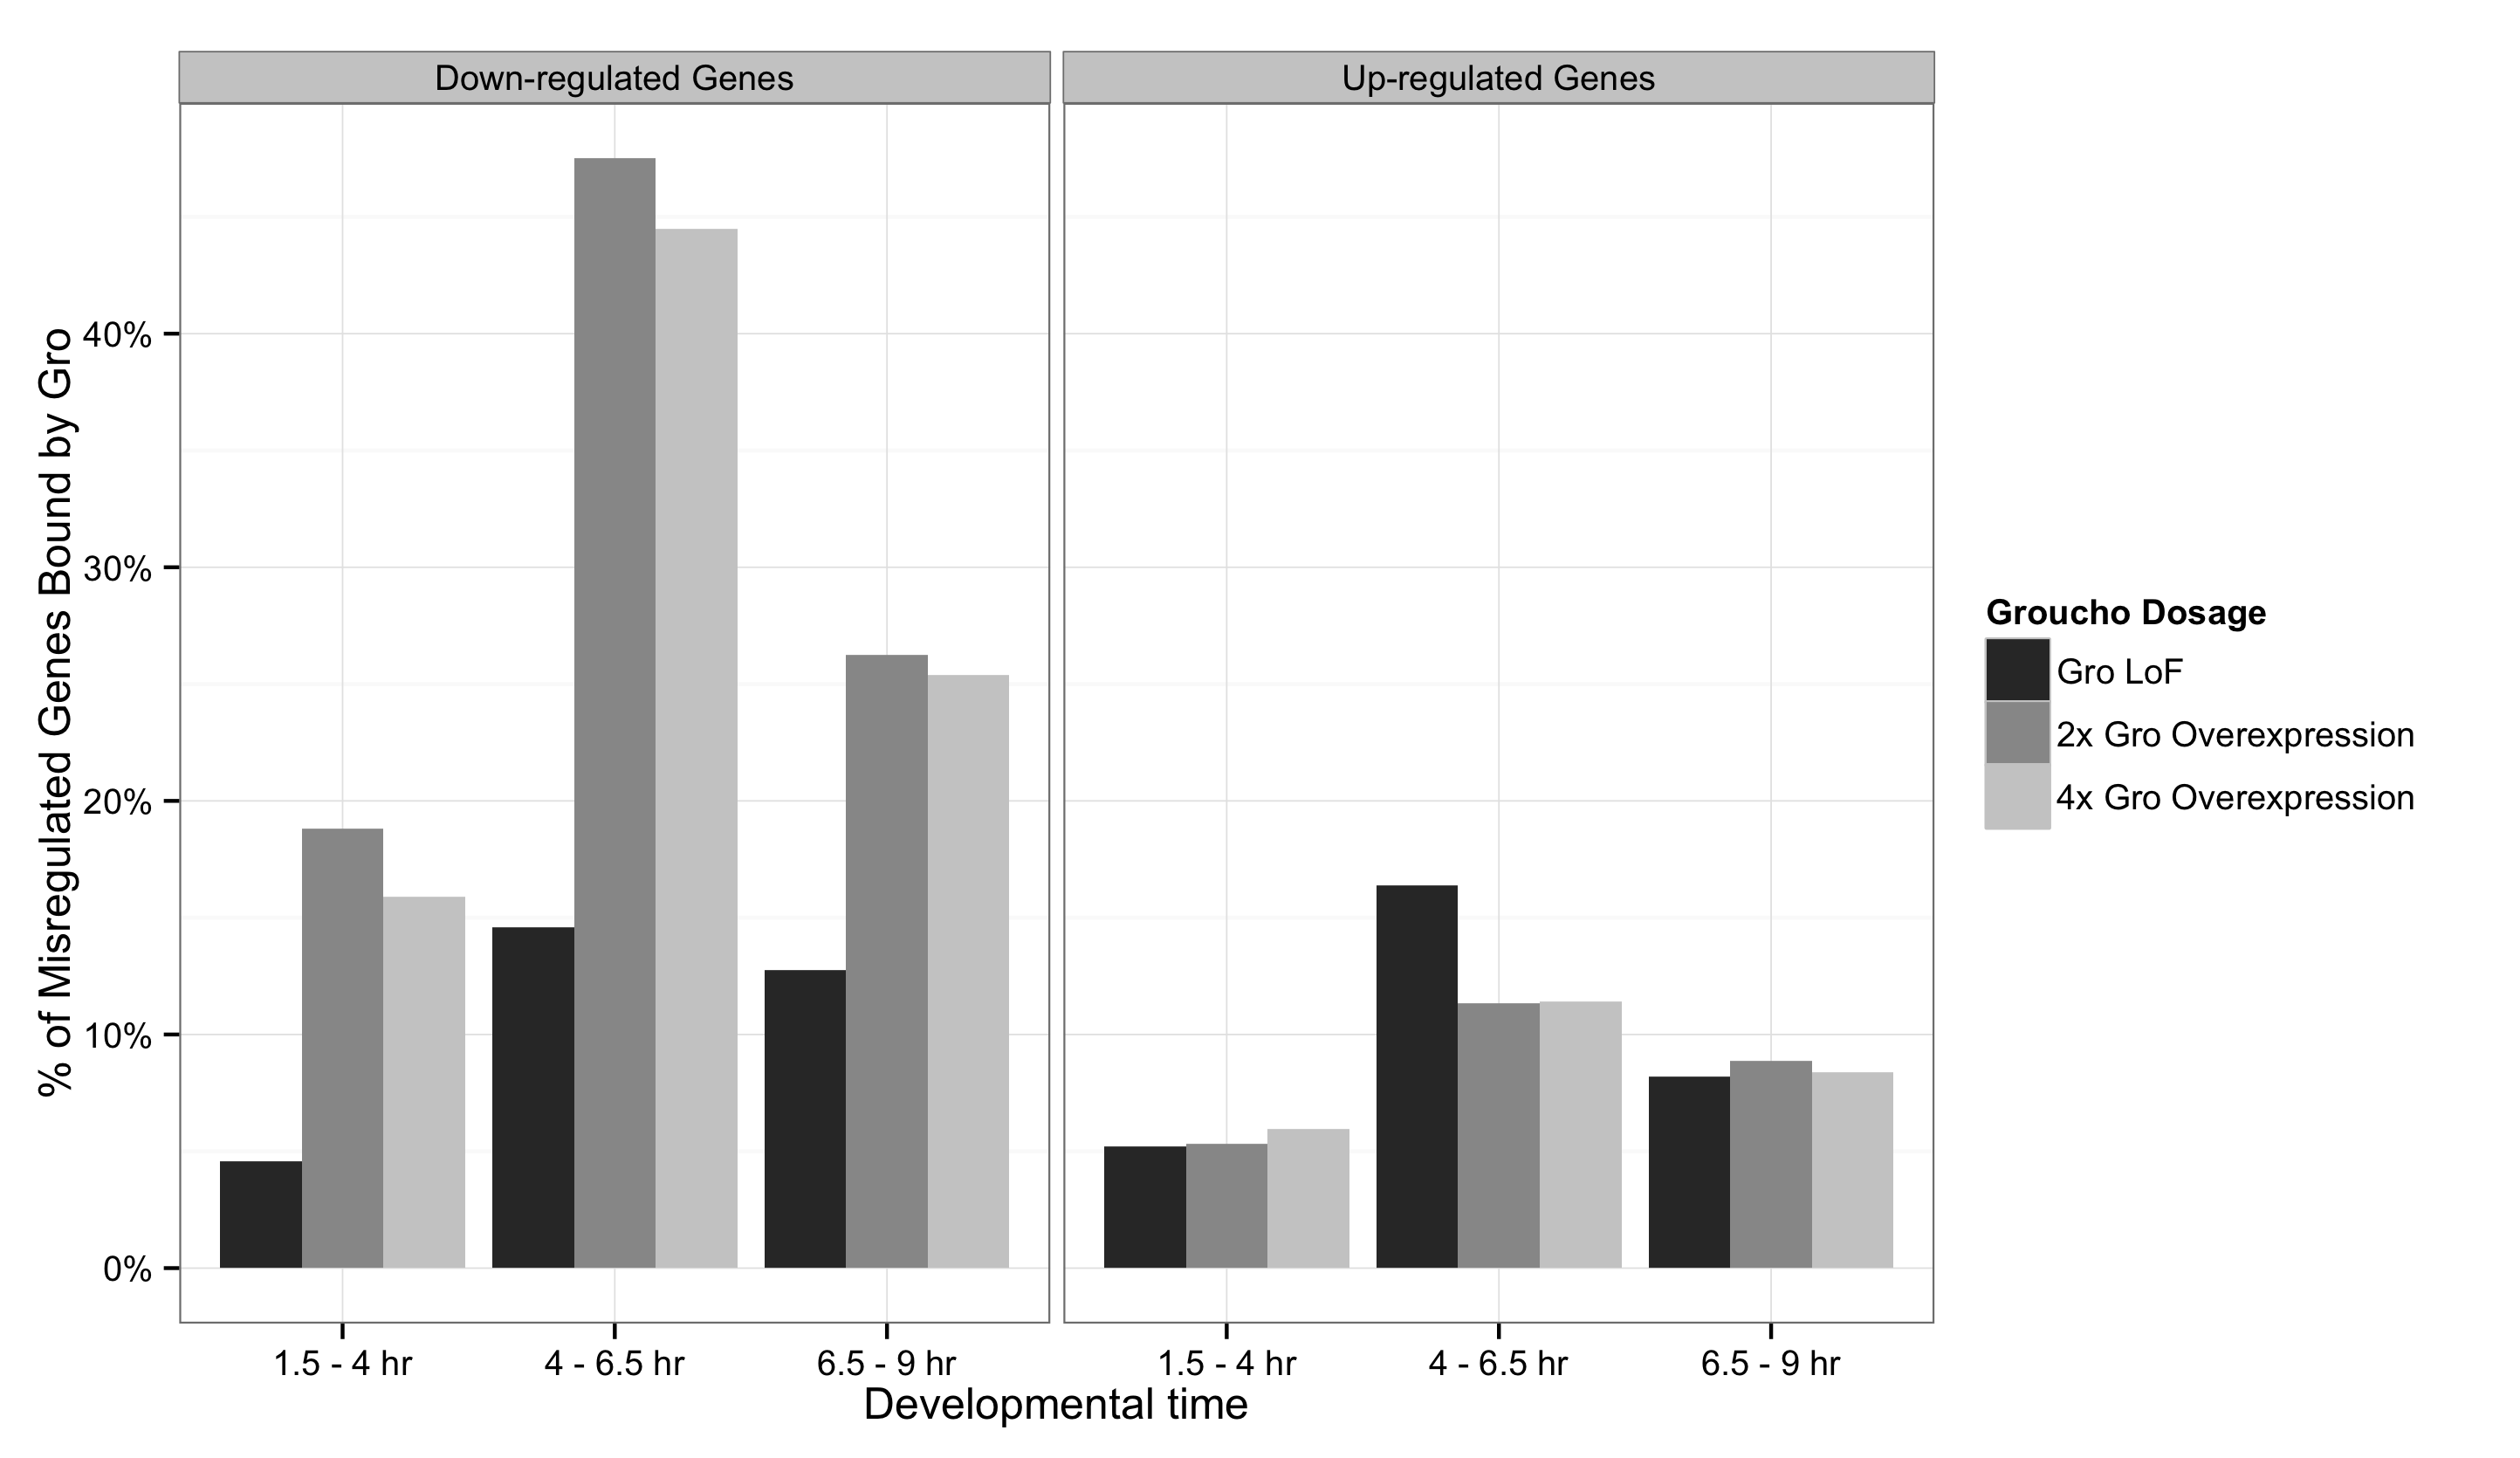 Down-regulated Genes
Up-regulated Genes
% of Misregulated Genes Bound by Gro
40%
30%
20%
10%
0%
1.5 - 4 hr
4 - 6.5 hr
6.5 - 9 hr
1.5 - 4 hr
4 - 6.5 hr
6.5 - 9 hr
Developmental time
Groucho Dosage
Gro LoF
2x Gro Overexpression
4x Gro Overexpression